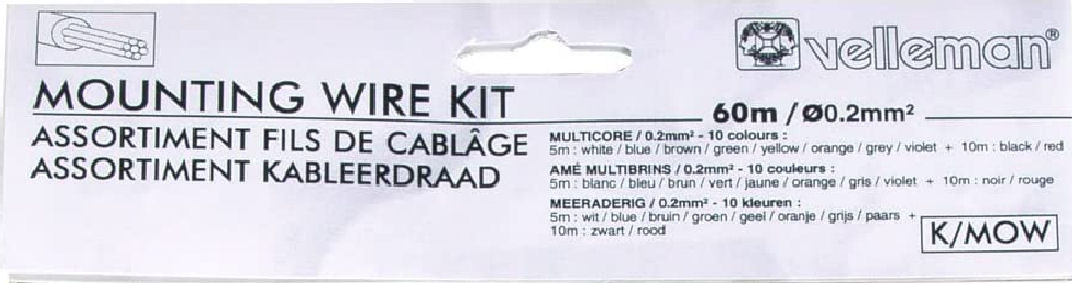 velleman®
MOUNTING WIRE KIT
60m / Ø0.2mm²
ASSORTIMENT FILS DE CABLÂGE
ASSORTIMENT KABLEERDRAAD
MULTICORE / 0.2mm² - 10 colours :
5m : white / blue / brown / green / yellow / orange / grey / violet + 10m : black / red
AMÉ MULTIBRINS / 0.2mm² - 10 couleurs :
5m : blanc / bleu / brun / vert / jaune / orange / gris / violet + 10m : noir / rouge
MEERADERIG / 0.2mm² - 10 kleuren :
5m : wit / blue / bruin / groen / geel / oranje / grijs / paars +
10m : zwart / rood
K/MOW